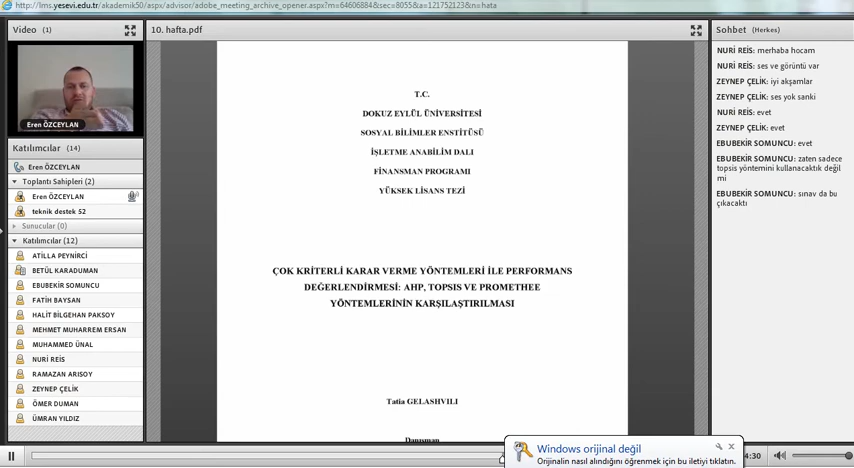 http://lms.yesevi.edu.tr/akademik50/aspx/advisor/adobe_meeting_archive_opener.aspx?m=64606884&sec=8055&a=121752123&n=hata
Video (1)
Eren ÖZCEYLAN
Katılımcılar (14)
Eren ÖZCEYLAN
Toplantı Sahipleri (2)
Eren ÖZCEYLAN
teknik destek 52
Sunucular (0)
Katılımcılar (12)
ATİLLA PEYNİRCİ
BETÜL KARADUMAN
EBUBEKİR SOMUNCU
FATİH BAYSAN
HALİT BİLGEHAN PAKSOY
MEHMET MUHARREM ERSAN
MUHAMMED ÜNAL
NURİ REİS
RAMAZAN ARISOY
ZEYNEP ÇELİK
ÖMER DUMAN
ÜMRAN YILDIZ
10. hafta.pdf
T.C.
DOKUZ EYLÜL ÜNİVERSİTESİ
SOSYAL BİLİMLER ENSTİTÜSÜ
İŞLETME ANABİLİM DALI
FİNANSMAN PROGRAMI
YÜKSEK LİSANS TEZİ
ÇOK KRİTERLİ KARAR VERME YÖNTEMLERİ İLE PERFORMANS
DEĞERLENDİRMESİ: AHP, TOPSIS VE PROMETHEE
YÖNTEMLERİNİN KARŞILAŞTIRILMASI
Tatia GELASHVILI
Danışman
Sohbet (Herkes)
NURİ REİS: merhaba hocam
NURİ REİS: ses ve görüntü var
ZEYNEP ÇELİK: iyi akşamlar
ZEYNEP ÇELİK: ses yok sanki
NURİ REİS: evet
ZEYNEP ÇELİK: evet
EBUBEKİR SOMUNCU: evet
EBUBEKİR SOMUNCU: zaten sadece
topsis yöntemini kullanacaktık değil
mi
EBUBEKİR SOMUNCU: sınav da bu
çıkacaktı
Windows orijinal değil
Orijinalin nasıl alındığını öğrenmek için bu iletiyi tıklatın.
4:30